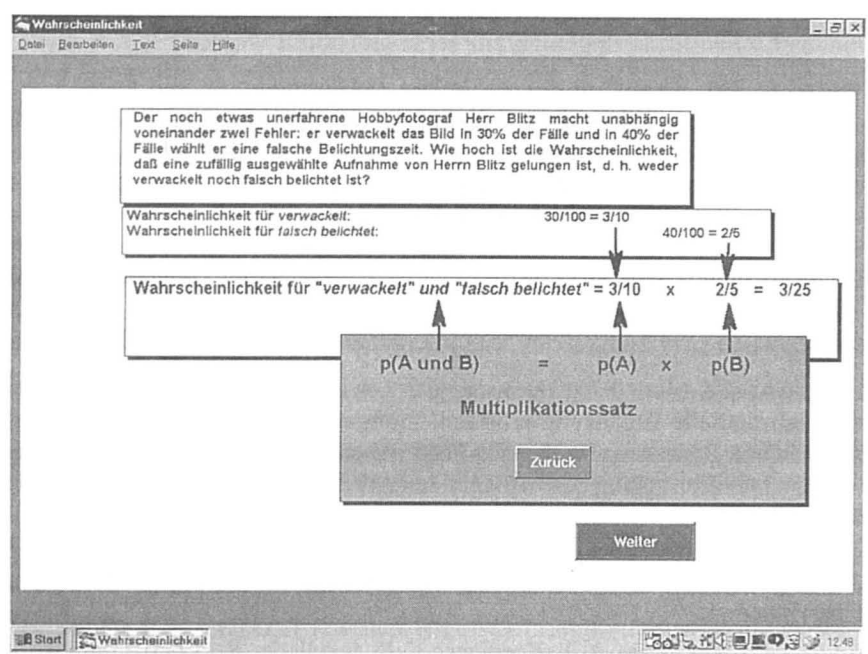 Wahrscheinlichkeit
Datei Bearbeiten Text Seite Hilfe
Der noch etwas unerfahrene Hobbyfotograf Herr Blitz macht unabhängig
voneinander zwei Fehler: er verwackelt das Bild in 30% der Fälle und in 40% der
Fälle wählt er eine falsche Belichtungszeit. Wie hoch ist die Wahrscheinlichkeit,
daß eine zufällig ausgewählte Aufnahme von Herrn Blitz gelungen ist, d. h. weder
verwackelt noch falsch belichtet ist?
Wahrscheinlichkeit für verwackelt: 30/100 = 3/10
Wahrscheinlichkeit für falsch belichtet: 40/100 = 2/5
Wahrscheinlichkeit für "verwackelt" und "falsch belichtet" = 3/10 x 2/5 = 3/25
p(A und B) = p(A) x p(B)
Multiplikationssatz
Zurück
Weiter
Start Wahrscheinlichkeit 12.48